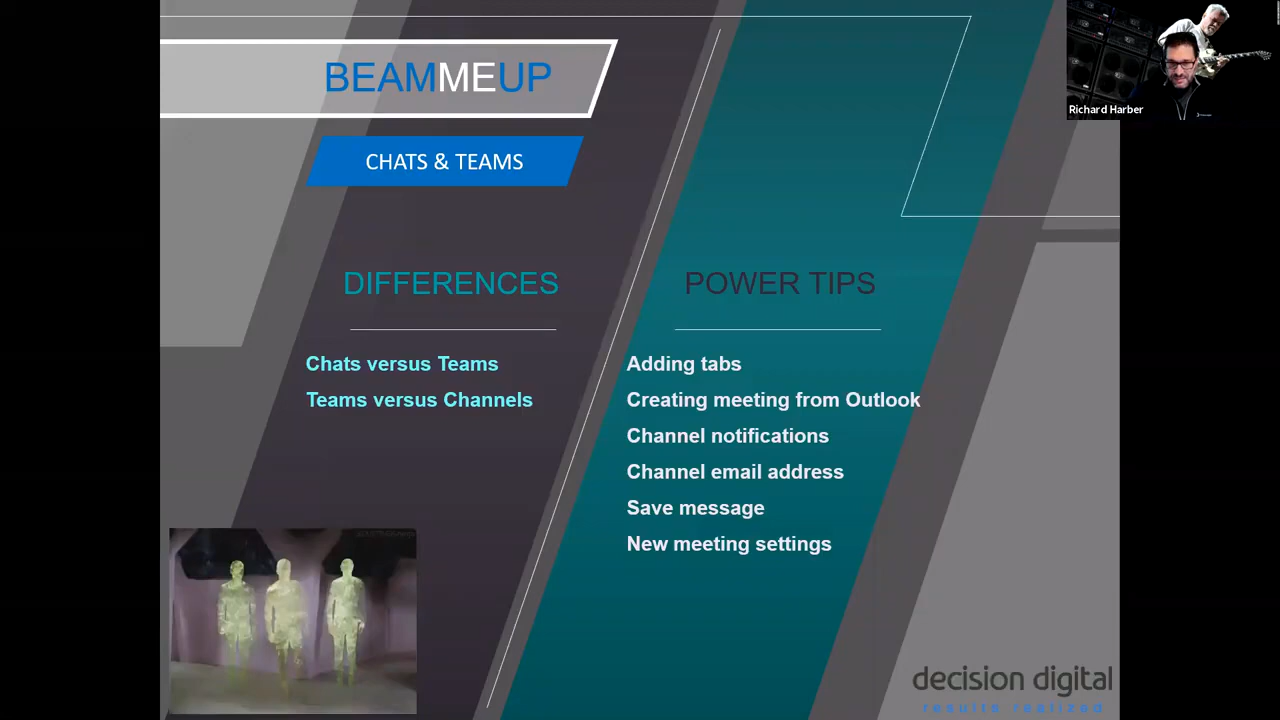 BEAMMEUP
Richard Harber
CHATS & TEAMS
DIFFERENCES
Chats versus Teams
Teams versus Channels
POWER TIPS
Adding tabs
Creating meeting from Outlook
Channel notifications
Channel email address
Save message
New meeting settings
decision digital
results realized